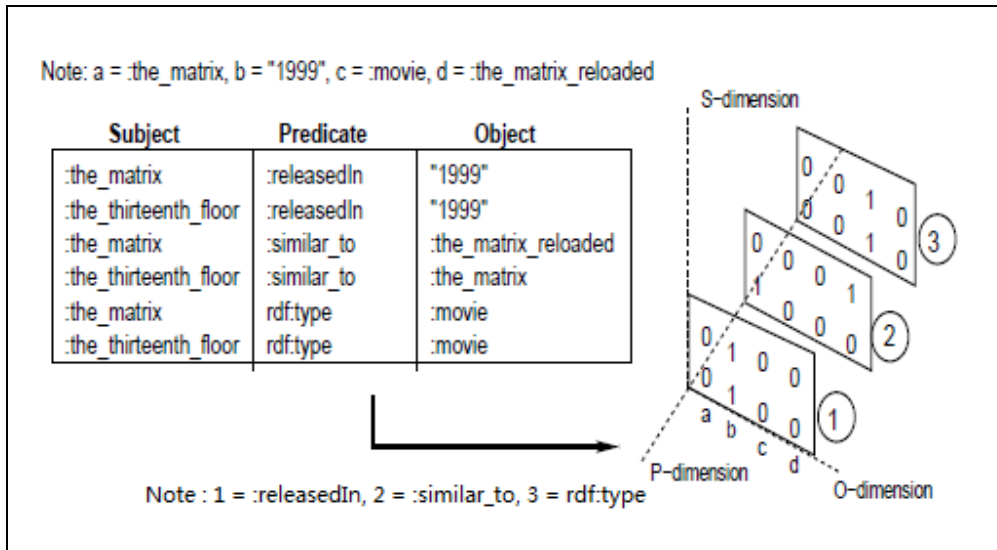 Note: a = :the_matrix, b = "1999", c = :movie, d = :the_matrix_reloaded
Subject Predicate Object
:the_matrix :releasedIn "1999"
:the_thirteenth_floor :releasedIn "1999"
:the_matrix :similar_to :the_matrix_reloaded
:the_thirteenth_floor :similar_to :the_matrix
:the_matrix rdf:type :movie
:the_thirteenth_floor rdf:type :movie
S-dimension
0 0 1 0
0 0 1 0
3
0 0 0 1
1 0 0 0
2
0 1 0 0
0 1 0 0
1
a b c d
P-dimension
O-dimension
Note : 1 = :releasedIn, 2 = :similar_to, 3 = rdf:type